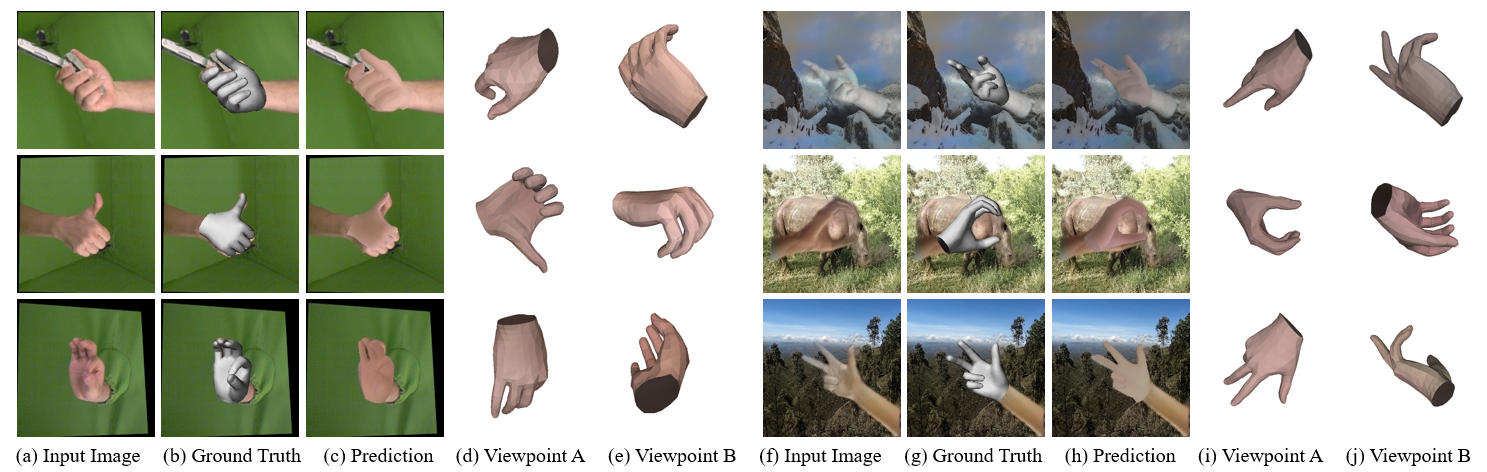 (a) Input Image (b) Ground Truth (c) Prediction (d) Viewpoint A (e) Viewpoint B (f) Input Image (g) Ground Truth (h) Prediction (i) Viewpoint A (j) Viewpoint B